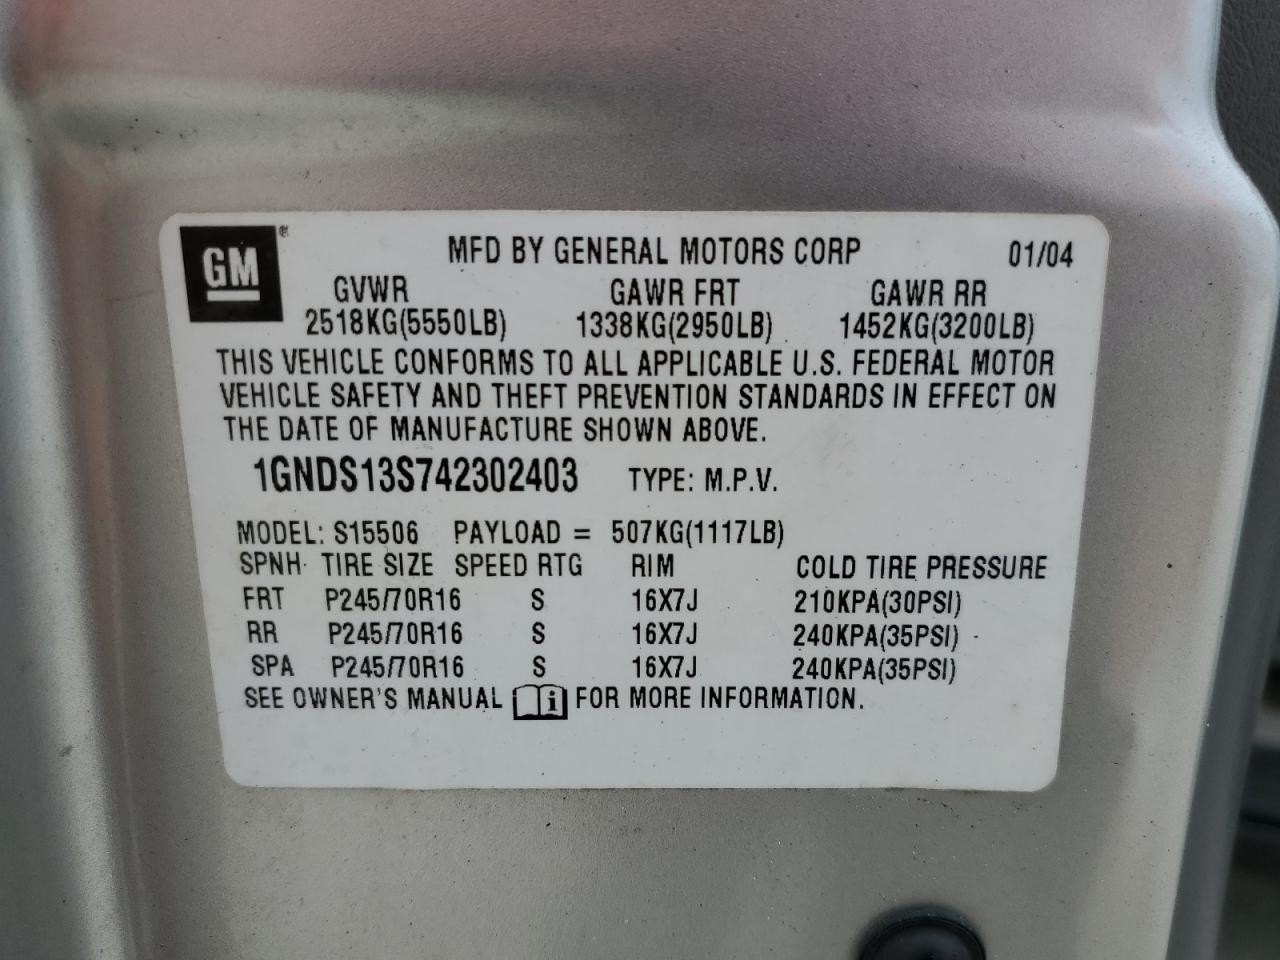 GM® MFD BY GENERAL MOTORS CORP 01/04
GVWR GAWR FRT GAWR RR
2518KG(5550LB) 1338KG(2950LB) 1452KG(3200LB)
THIS VEHICLE CONFORMS TO ALL APPLICABLE U.S. FEDERAL MOTOR
VEHICLE SAFETY AND THEFT PREVENTION STANDARDS IN EFFECT ON
THE DATE OF MANUFACTURE SHOWN ABOVE.
1GNDS13S742302403 TYPE: M.P.V.
MODEL: S15506 PAYLOAD = 507KG(1117LB)
SPNH TIRE SIZE SPEED RTG RIM COLD TIRE PRESSURE
FRT P245/70R16 S 16X7J 210KPA(30PSI)
RR P245/70R16 S 16X7J 240KPA(35PSI)
SPA P245/70R16 S 16X7J 240KPA(35PSI)
SEE OWNER'S MANUAL i FOR MORE INFORMATION.